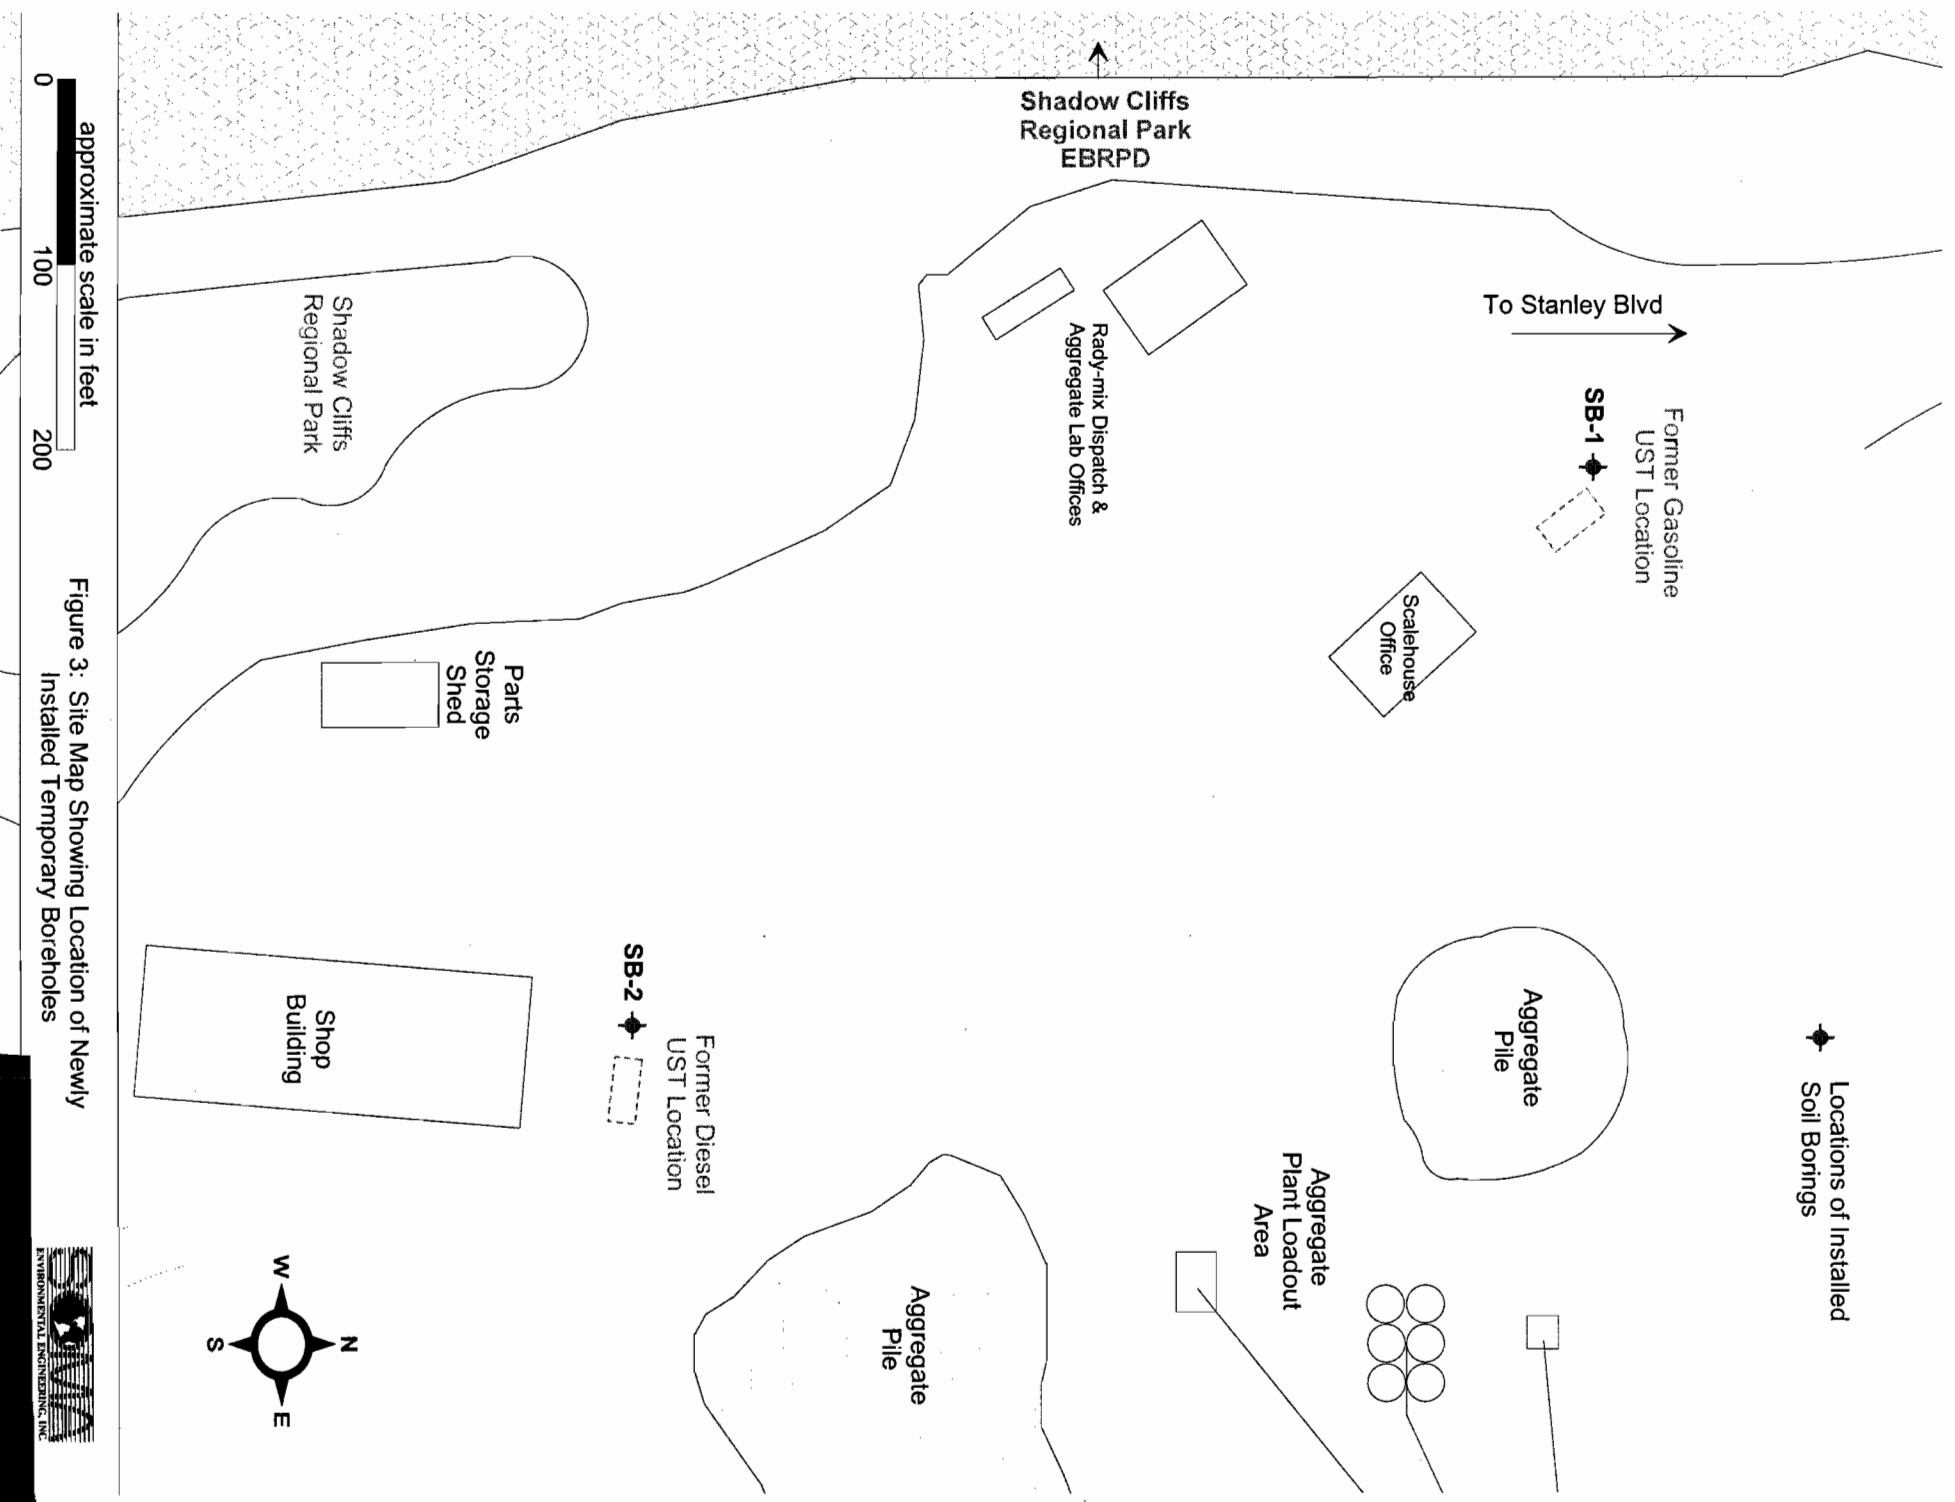 Shadow Cliffs
Regional Park
EBRPD
To Stanley Blvd
Former Gasoline
UST Location
SB-1
Rady-mix Dispatch &
Aggregate Lab Offices
Scalehouse
Office
Shadow Cliffs
Regional Park
Parts
Storage
Shed
Shop
Building
SB-2
Former Diesel
UST Location
Aggregate
Pile
Aggregate
Pile
Aggregate
Plant Loadout
Area
Locations of Installed
Soil Borings
N
W
E
S
approximate scale in feet
0
100
200
Figure 3: Site Map Showing Location of Newly
Installed Temporary Boreholes
ENVIRONMENTAL ENGINEERING, INC